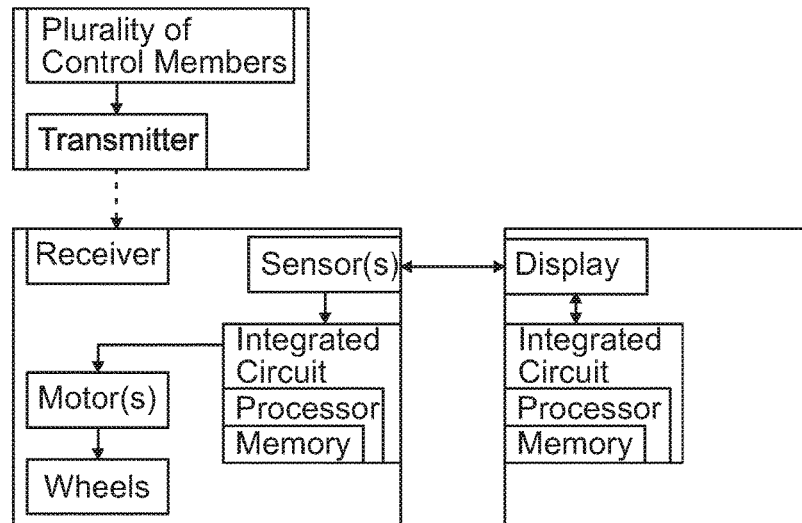 Plurality of
Control Members
Transmitter
Receiver
Sensor(s)
Display
Integrated
Circuit
Processor
Memory
Motor(s)
Wheels
Integrated
Circuit
Processor
Memory